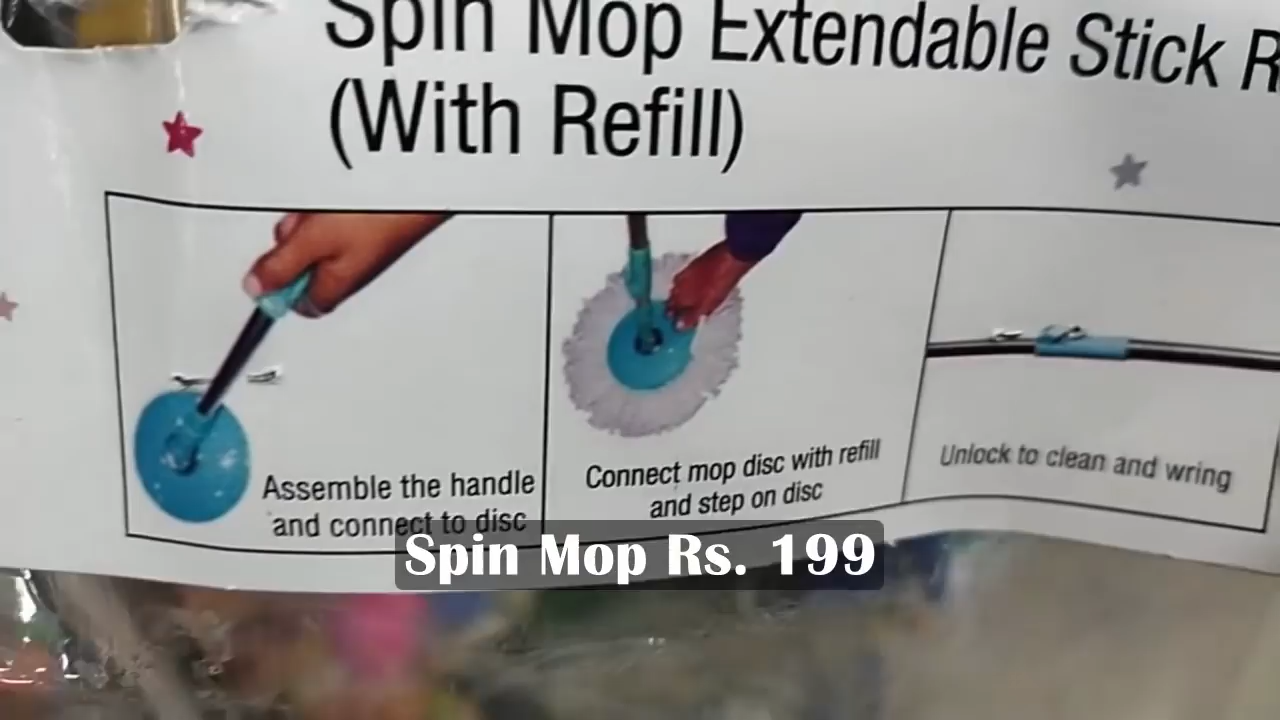 Spin Mop Extendable Stick R
(With Refill)
Assemble the handle
and connect to disc
Connect mop disc with refill
and step on disc
Unlock to clean and wring
Spin Mop Rs. 199